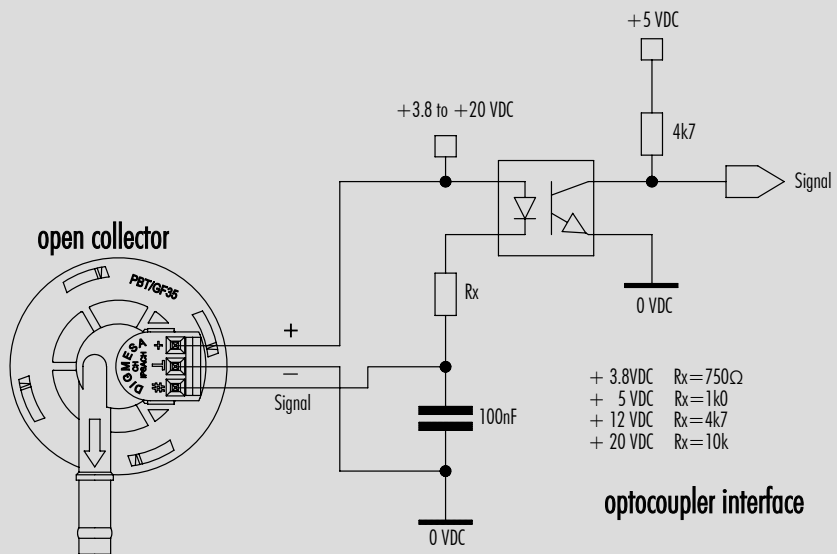 +5 VDC
+3.8 to +20 VDC
4k7
Signal
open collector
PBT/GF35
Rx
0 VDC
+
DIGMESA
CH
IPSACH
+
−
Signal
100nF
+ 3.8VDC Rx=750Ω
+ 5 VDC Rx=1k0
+ 12 VDC Rx=4k7
+ 20 VDC Rx=10k
optocoupler interface
0 VDC